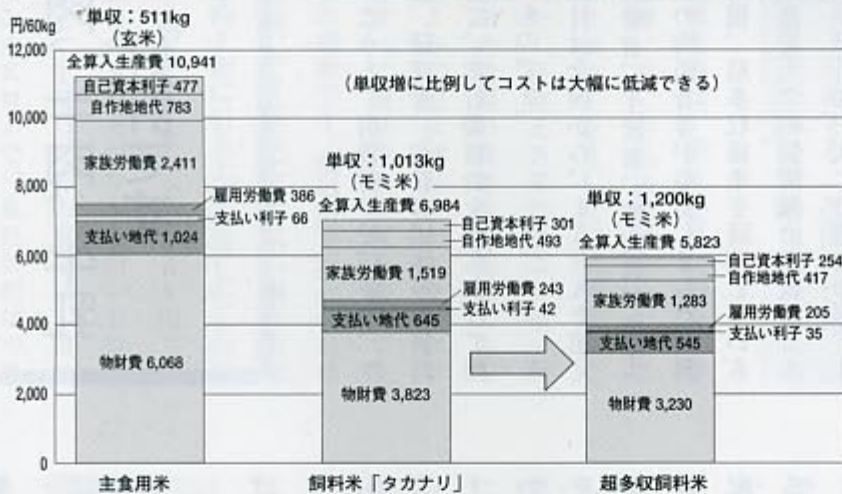 円/60kg
単収：511kg
(玄米)
全算入生産費 10,941
自己資本利子 477
自作地地代 783
家族労働費 2,411
雇用労働費 386
支払い利子 66
支払い地代 1,024
物財費 6,068
主食用米
(単収増に比例してコストは大幅に低減できる)
単収：1,013kg
(モミ米)
全算入生産費 6,984
自己資本利子 301
自作地地代 493
家族労働費 1,519
雇用労働費 243
支払い利子 42
支払い地代 645
物財費 3,823
飼料米「タカナリ」
単収：1,200kg
(モミ米)
全算入生産費 5,823
自己資本利子 254
自作地地代 417
家族労働費 1,283
雇用労働費 205
支払い利子 35
支払い地代 545
物財費 3,230
超多収飼料米
12,000
10,000
8,000
6,000
4,000
2,000
0